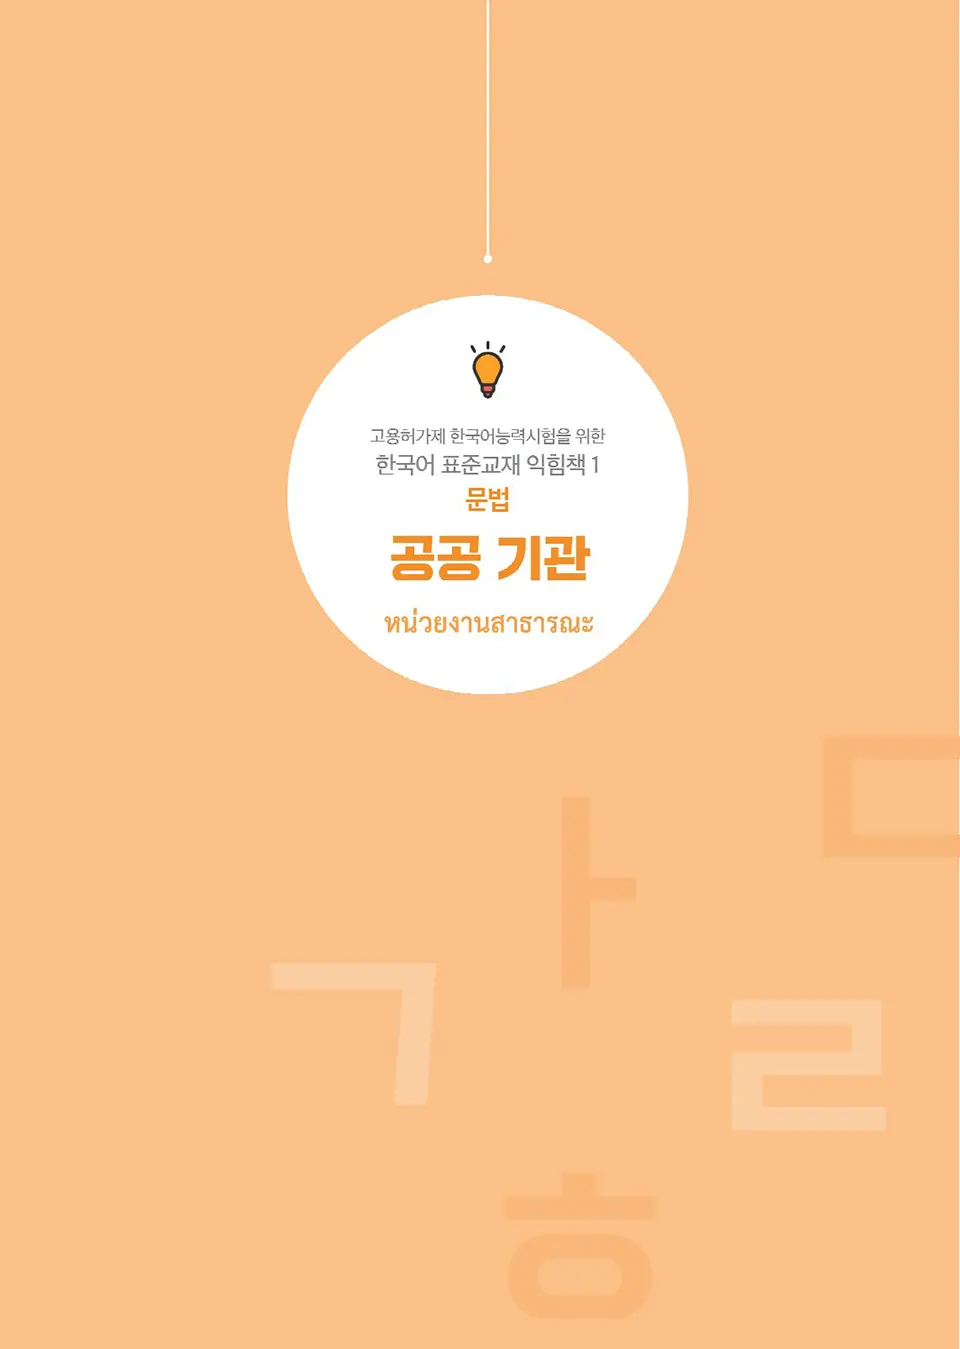 고용허가제 한국어능력시험을 위한
한국어 표준교재 익힘책 1
문법
공공 기관
หน่วยงานสาธารณะ
ㅁ
ㅏ
ㄱ
ㄹ
ㅎ